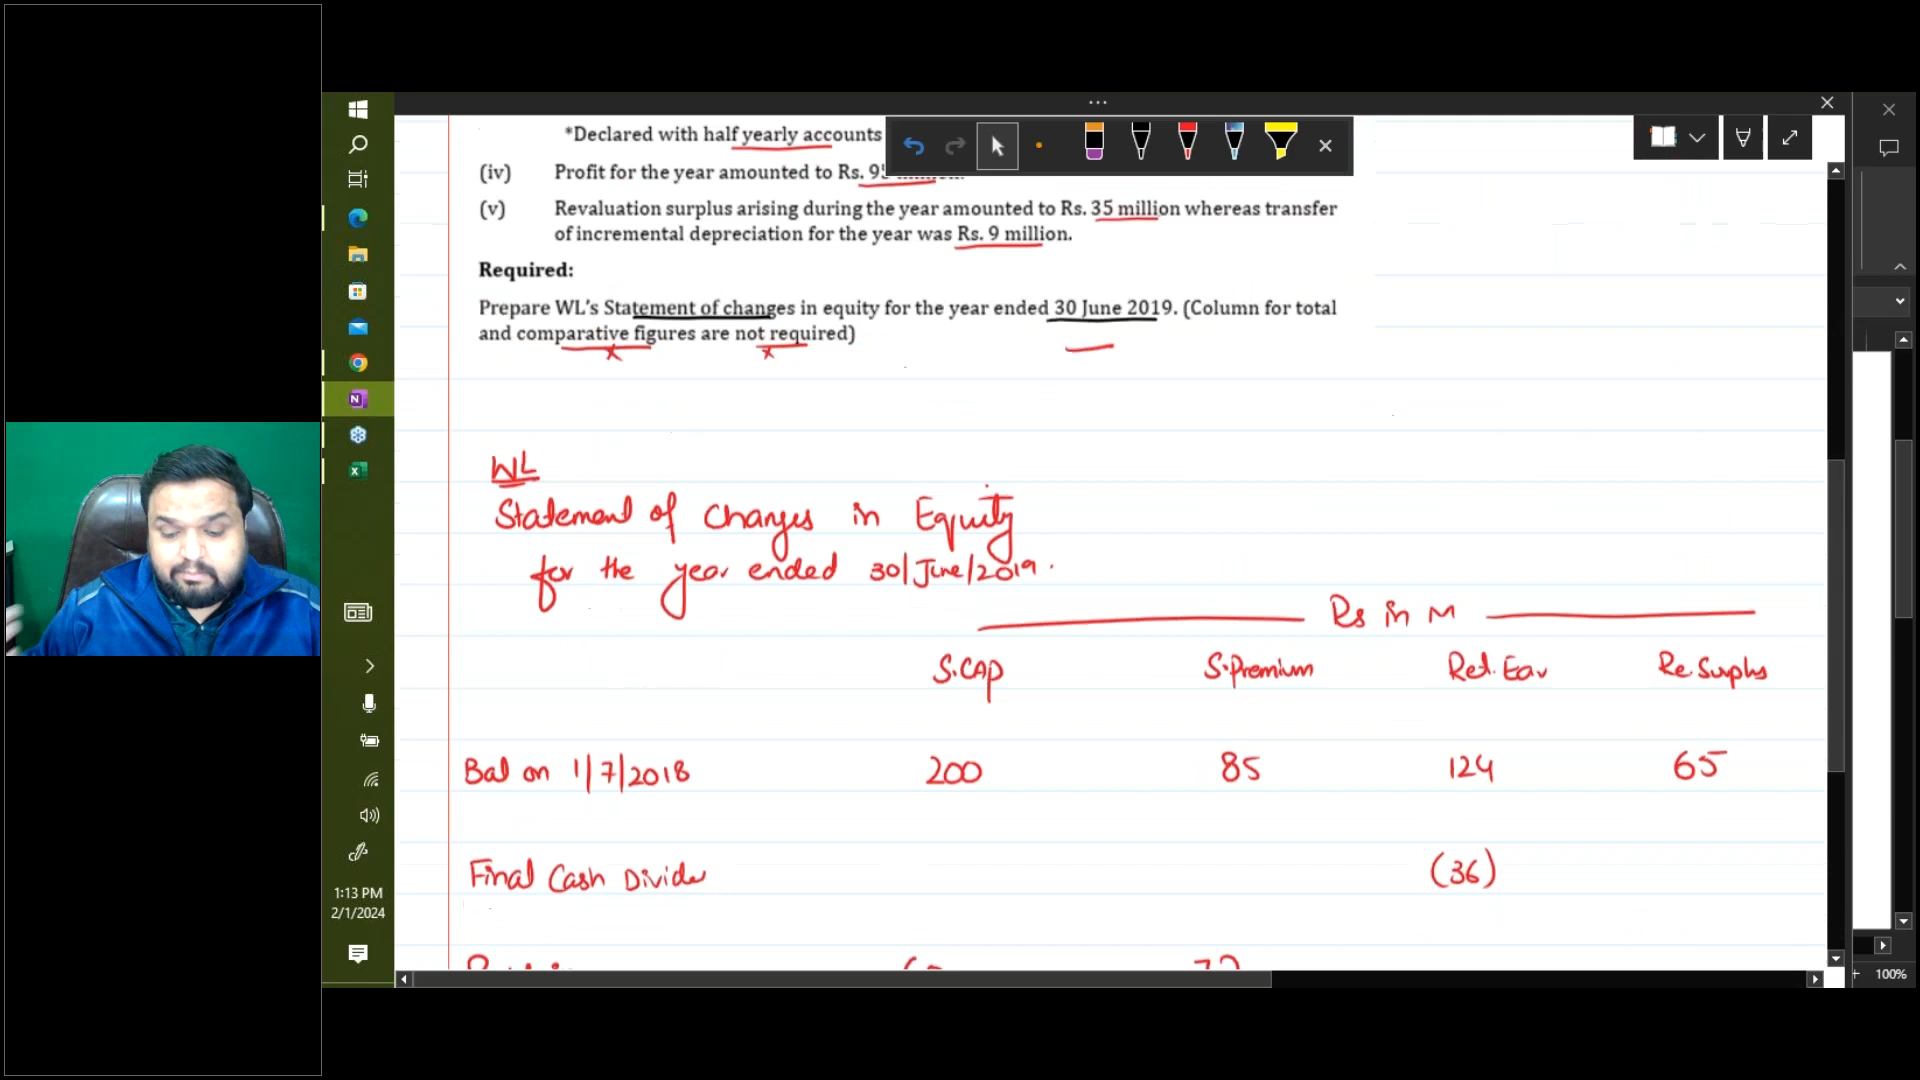 *Declared with half yearly accounts
(iv) Profit for the year amounted to Rs. 95
(v) Revaluation surplus arising during the year amounted to Rs. 35 million whereas transfer
of incremental depreciation for the year was Rs. 9 million.
Required:
Prepare WL's Statement of changes in equity for the year ended 30 June 2019. (Column for total
and comparative figures are not required)
WL
Statement of Changes in Equity
for the year ended 30/June/2019.
Rs in M
S.CAP S.Premium Ret. Ear Re.Surplus
Bal on 1/7/2018 200 85 124 65
Final Cash Divide (36)
1:13 PM
2/1/2024
100%